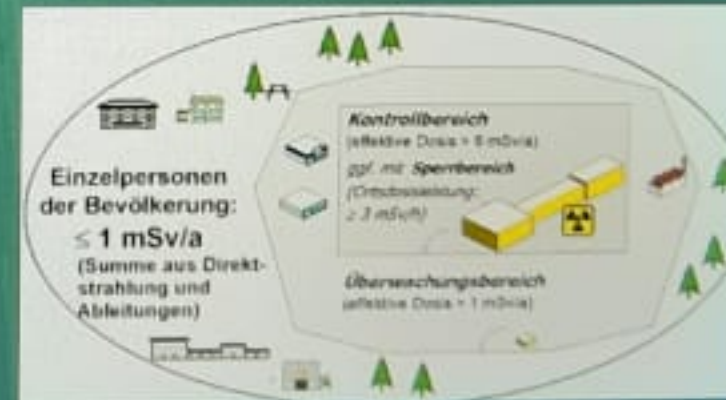 Einzelpersonen
der Bevölkerung:
≤ 1 mSv/a
(Summe aus Direkt-
strahlung und
Ableitungen)
Kontrollbereich
(effektive Dosis > 6 mSv/a)
ggf. mit Sperrbereich
(Ortsdosisleistung:
≥ 3 mSv/h)
Überwachungsbereich
(effektive Dosis > 1 mSv/a)